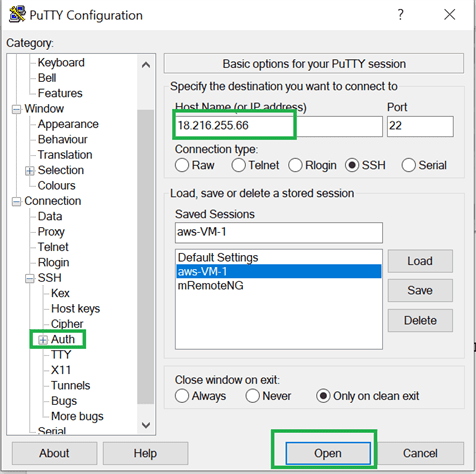 PuTTY Configuration
?
Category:
Keyboard
Bell
Features
Window
Appearance
Behaviour
Translation
Selection
Colours
Connection
Data
Proxy
Telnet
Rlogin
SSH
Kex
Host keys
Cipher
Auth
TTY
X11
Tunnels
Bugs
More bugs
Serial
Basic options for your PuTTY session
Specify the destination you want to connect to
Host Name (or IP address) Port
18.216.255.66 22
Connection type:
Raw Telnet Rlogin SSH Serial
Load, save or delete a stored session
Saved Sessions
aws-VM-1
Default Settings
aws-VM-1
mRemoteNG
Load
Save
Delete
Close window on exit:
Always Never Only on clean exit
About Help Open Cancel